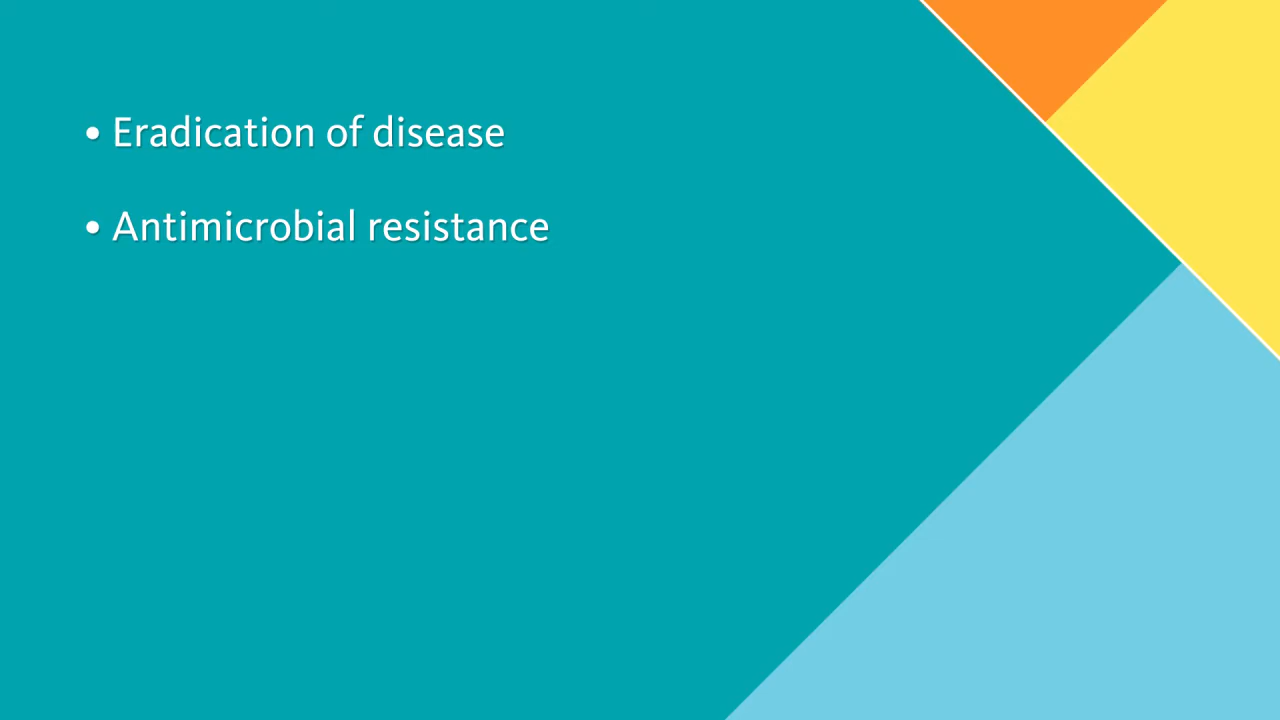 • Eradication of disease
• Antimicrobial resistance